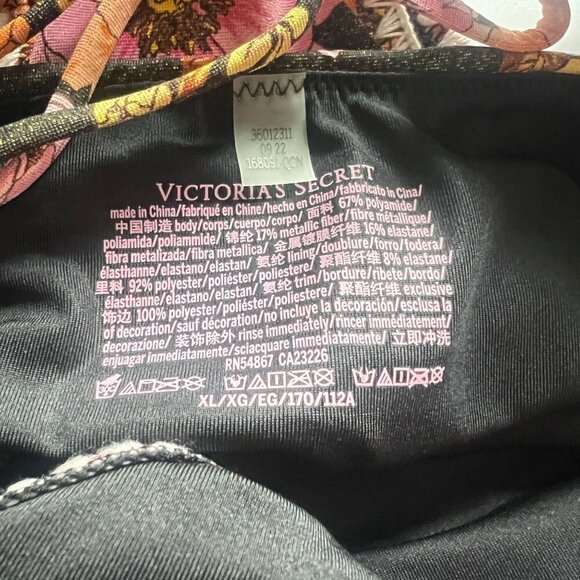 36012311
09 22
168091 QCN
VICTORIA'S SECRET
made in China/fabriqué en Chine/hecho en China/fabbricato in Cina/
中国制造 body/corps/cuerpo/corpo/ 面料 67% polyamide/
poliamida/poliammide/ 锦纶 17% metallic fiber/fibre métallique/
fibra metalizada/fibra metallica/ 金属镀膜纤维 16% elastane/
élasthanne/elastano/elastan/ 氨纶 lining/doublure/forro/fodera/
里料 92% polyester/poliéster/poliestere/ 聚酯纤维 8% elastane/
élasthanne/elastano/elastan/ 氨纶 trim/bordure/ribete/bordo/
饰边 100% polyester/poliéster/poliestere/ 聚酯纤维 exclusive
of decoration/sauf décoration/no incluye la decoración/esclusa la
decorazione/ 装饰除外 rinse immediately/rincer immédiatement/
enjuagar inmediatamente/sciacquare immediatamente/ 立即冲洗
RN54867 CA23226
30C
XL/XG/EG/170/112A